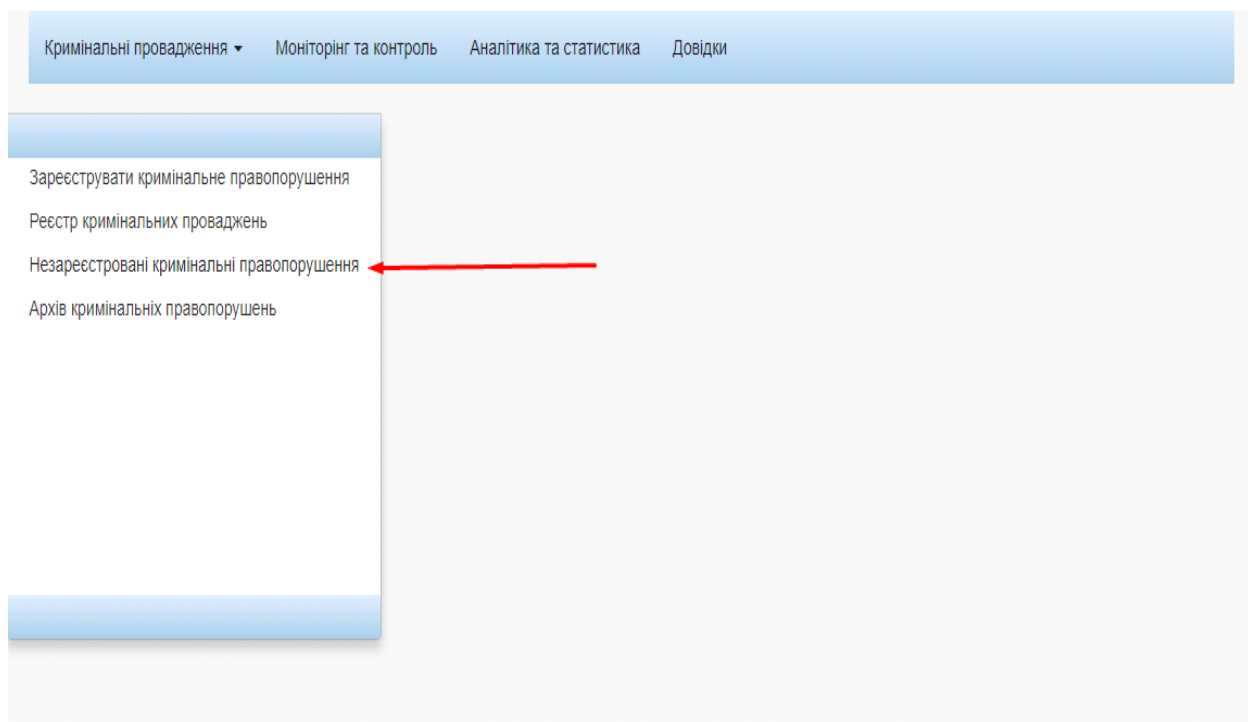 Кримінальні провадження Моніторінг та контроль Аналітика та статистика Довідки
Зареєструвати кримінальне правопорушення
Реєстр кримінальних проваджень
Незареєстровані кримінальні правопорушення
Архів кримінальніх правопорушень